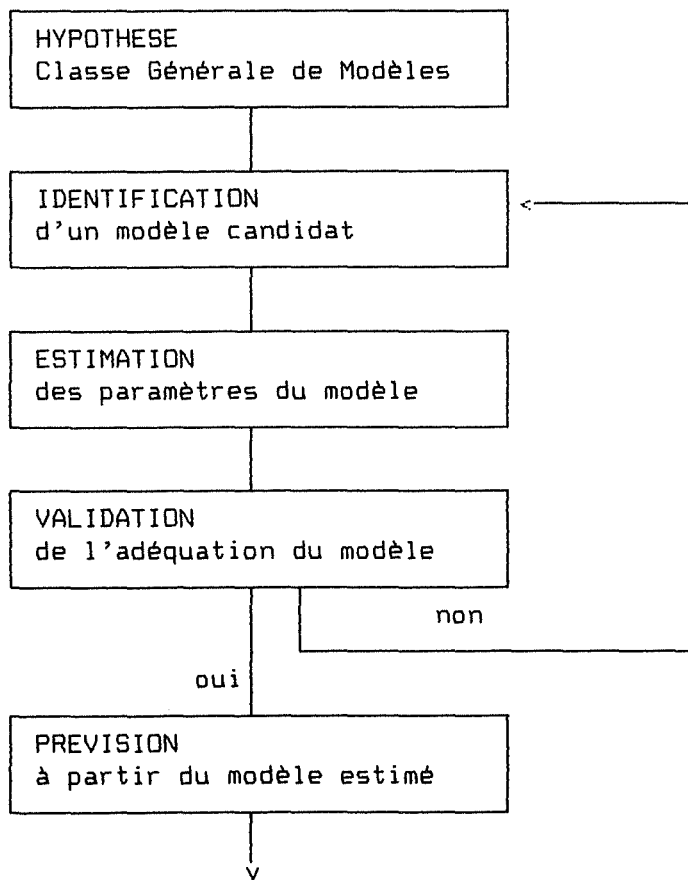 HYPOTHESE
Classe Générale de Modèles
IDENTIFICATION
d'un modèle candidat
ESTIMATION
des paramètres du modèle
VALIDATION
de l'adéquation du modèle
non
oui
PREVISION
à partir du modèle estimé